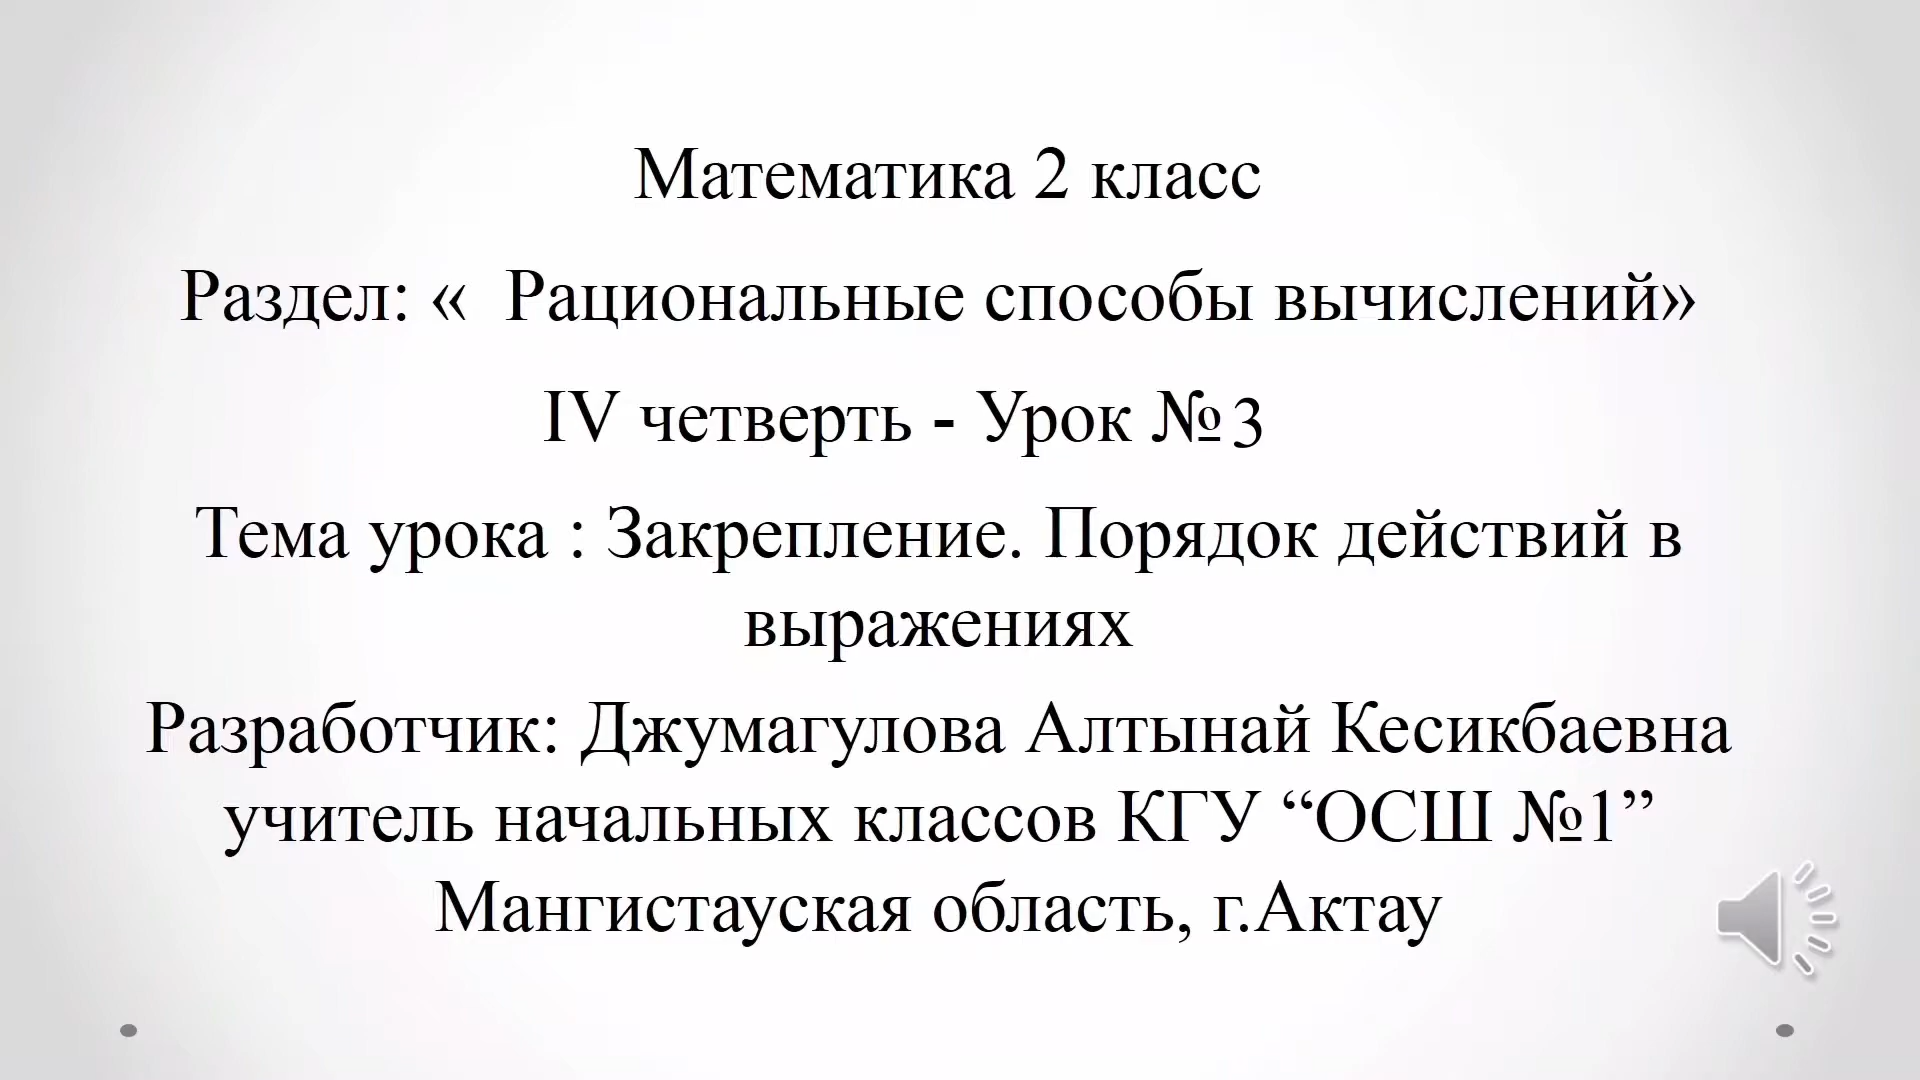 Математика 2 класс
Раздел: «  Рациональные способы вычислений»
IV четверть - Урок №3
Тема урока : Закрепление. Порядок действий в
выражениях
Разработчик: Джумагулова Алтынай Кесикбаевна
учитель начальных классов КГУ “ОСШ №1”
Мангистауская область, г.Актау